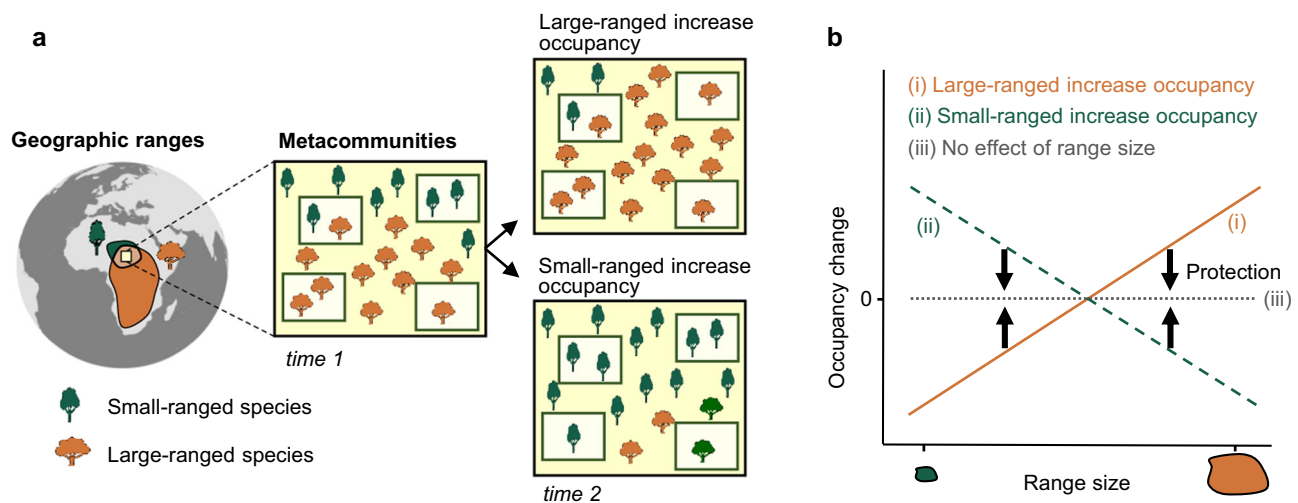 a
Large-ranged increase
occupancy
Geographic ranges
Metacommunities
time 1
Small-ranged increase
occupancy
time 2
Small-ranged species
Large-ranged species
b
(i) Large-ranged increase occupancy
(ii) Small-ranged increase occupancy
(iii) No effect of range size
(ii)
(i)
Protection
(iii)
0
Occupancy change
Range size